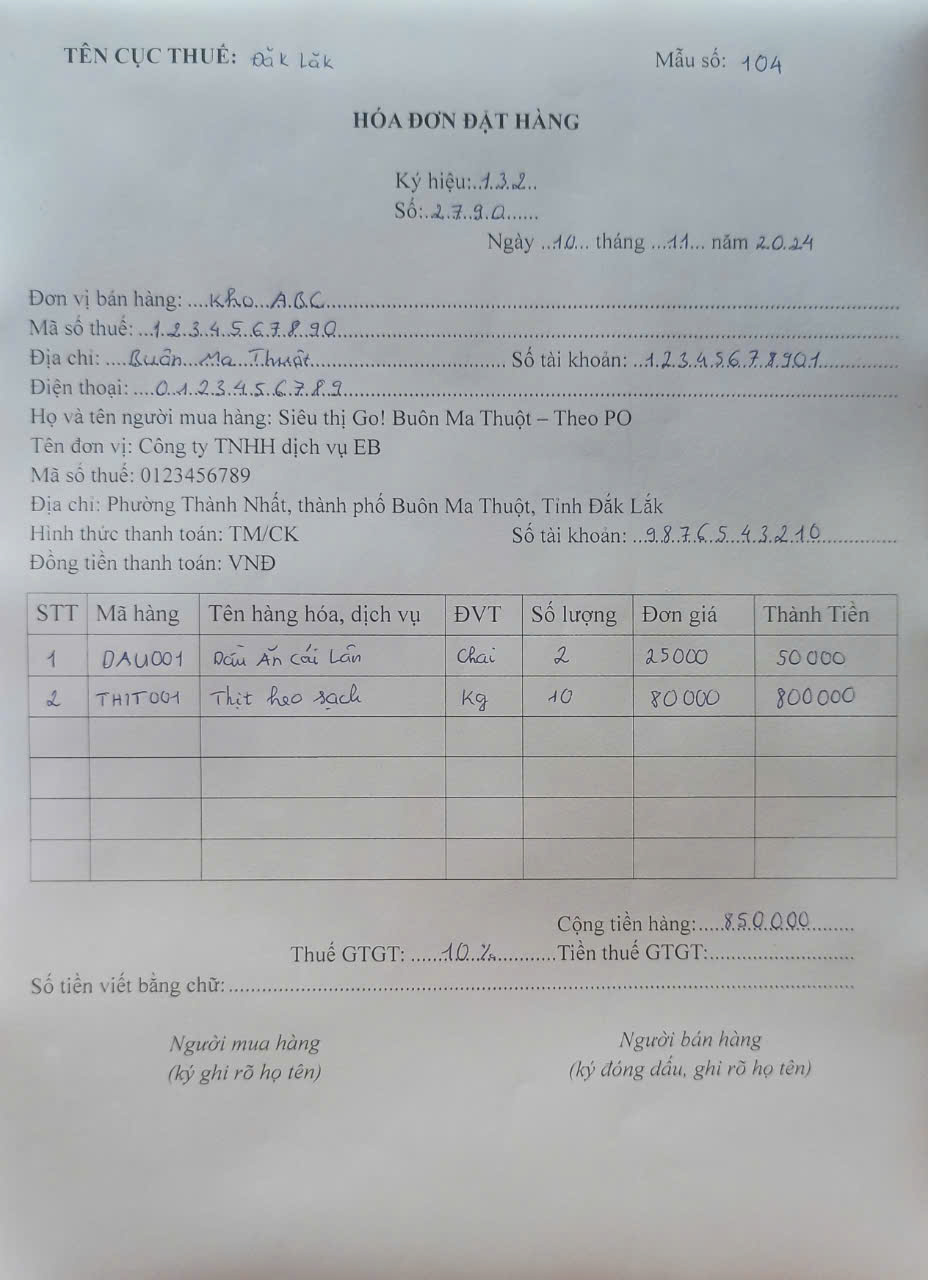 TÊN CỤC THUẾ: Đăk Lăk Mẫu số: 104
HÓA ĐƠN ĐẶT HÀNG
Ký hiệu:..1.3.2..
Số:..2.7.9.0......
Ngày ..10... tháng ...11... năm 2.0.24
Đơn vị bán hàng: ....Kho...A.B.C....
Mã số thuế: ...1.2.3.4.5.6.7.8.9.0....
Địa chỉ: ....Buôn...Ma...Thuột.... Số tài khoản: ..1.2.3.4.5.6.7.8.9.0.1....
Điện thoại: ....0.1.2.3.4.5.6.7.8.9....
Họ và tên người mua hàng: Siêu thị Go! Buôn Ma Thuột – Theo PO
Tên đơn vị: Công ty TNHH dịch vụ EB
Mã số thuế: 0123456789
Địa chỉ: Phường Thành Nhất, thành phố Buôn Ma Thuột, Tỉnh Đắk Lắk
Hình thức thanh toán: TM/CK Số tài khoản: ..9.8.7.6.5.4.3.2.1.0....
Đồng tiền thanh toán: VNĐ
STT Mã hàng Tên hàng hóa, dịch vụ ĐVT Số lượng Đơn giá Thành Tiền
1 DAU001 Dầu Ăn Cái Lân Chai 2 25000 50000
2 THIT001 Thịt heo sạch Kg 10 80000 800000
Cộng tiền hàng:....8.5.0.0.0.0....
Thuế GTGT: ......10.%....Tiền thuế GTGT:....
Số tiền viết bằng chữ:....
Người mua hàng Người bán hàng
(ký ghi rõ họ tên) (ký đóng dấu, ghi rõ họ tên)